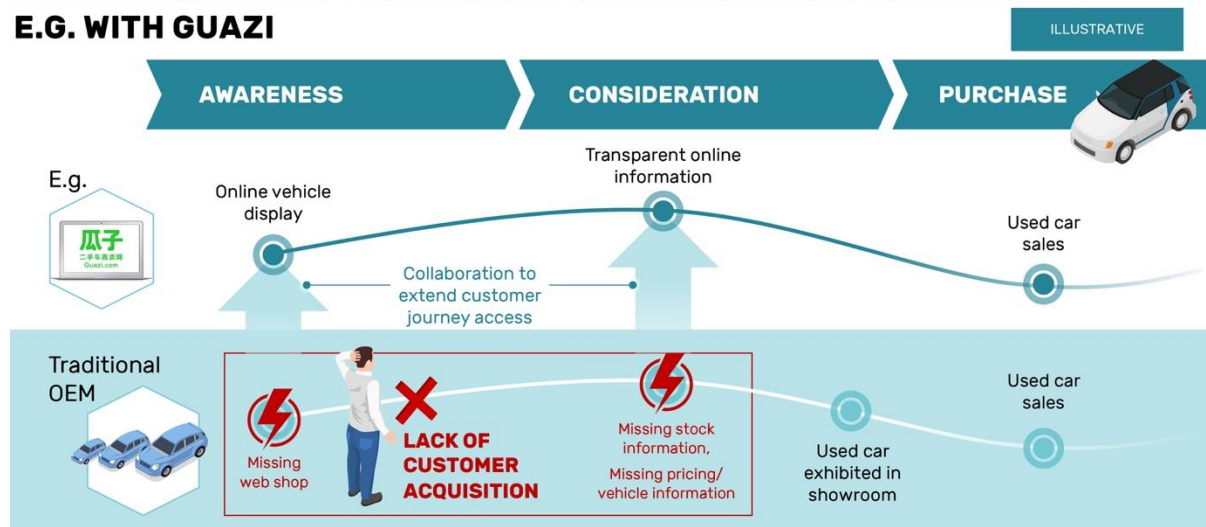 E.G. WITH GUAZI
ILLUSTRATIVE
AWARENESS
CONSIDERATION
PURCHASE
E.g.
瓜子
二手车直卖网
Guazi.com
Online vehicle
display
Transparent online
information
Used car
sales
Collaboration to
extend customer
journey access
Traditional
OEM
Missing
web shop
LACK OF
CUSTOMER
ACQUISITION
Missing stock
information,
Missing pricing/
vehicle information
Used car
exhibited in
showroom
Used car
sales